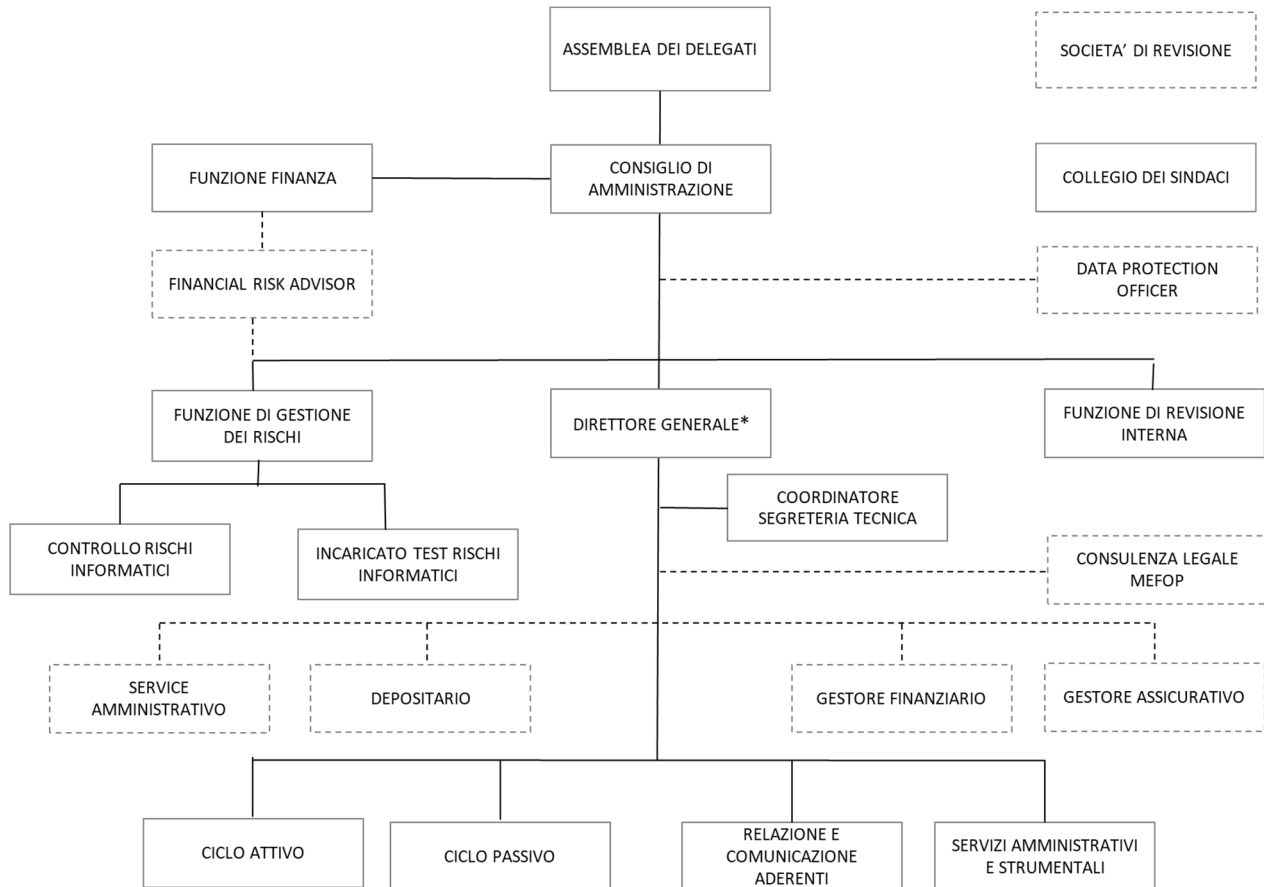 ASSEMBLEA DEI DELEGATI
SOCIETA’ DI REVISIONE
FUNZIONE FINANZA
CONSIGLIO DI
AMMINISTRAZIONE
COLLEGIO DEI SINDACI
FINANCIAL RISK ADVISOR
DATA PROTECTION
OFFICER
FUNZIONE DI GESTIONE
DEI RISCHI
DIRETTORE GENERALE*
FUNZIONE DI REVISIONE
INTERNA
COORDINATORE
SEGRETERIA TECNICA
CONTROLLO RISCHI
INFORMATICI
INCARICATO TEST RISCHI
INFORMATICI
CONSULENZA LEGALE
MEFOP
SERVICE
AMMINISTRATIVO
DEPOSITARIO
GESTORE FINANZIARIO
GESTORE ASSICURATIVO
CICLO ATTIVO
CICLO PASSIVO
RELAZIONE E
COMUNICAZIONE
ADERENTI
SERVIZI AMMINISTRATIVI
E STRUMENTALI